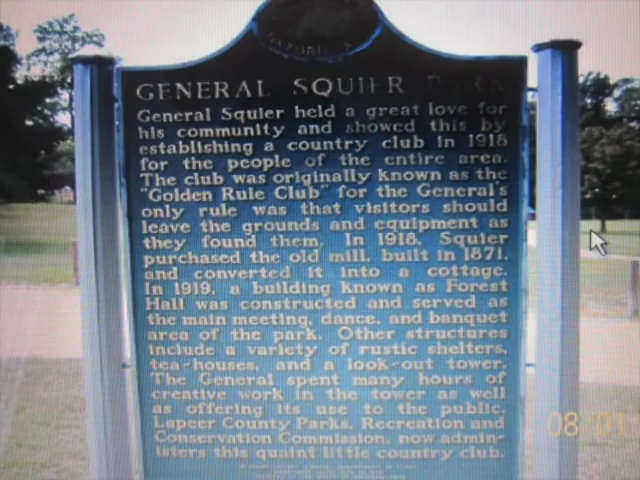 GENERAL SQUIER PARK
General Squier held a great love for
his community and showed this by
establishing a country club in 1918
for the people of the entire area.
The club was originally known as the
"Golden Rule Club" for the General's
only rule was that visitors should
leave the grounds and equipment as
they found them. In 1918, Squier
purchased the old mill, built in 1871,
and converted it into a cottage.
In 1919, a building known as Forest
Hall was constructed and served as
the main meeting, dance, and banquet
area of the park. Other structures
include a variety of rustic shelters,
tea-houses, and a look-out tower.
The General spent many hours of
creative work in the tower as well
as offering its use to the public.
Lapeer County Parks, Recreation and
Conservation Commission, now admin-
isters this quaint little country club.
08/01